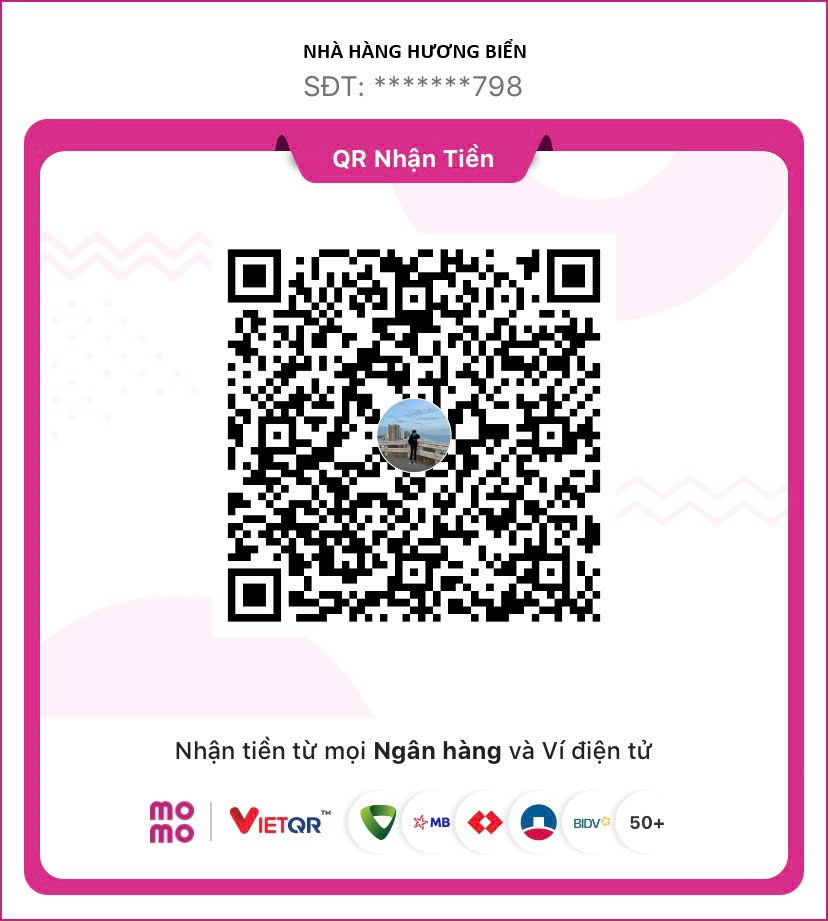 NHÀ HÀNG HƯƠNG BIỂN
SĐT: *******798
QR Nhận Tiền
Nhận tiền từ mọi Ngân hàng và Ví điện tử
mo
mo
VIETQR™
MB
BIDV
50+